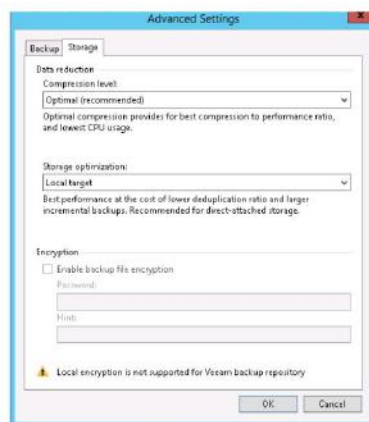 Advanced Settings
x
Backup Storage
Data reduction
Compression level:
Optimal (recommended)
Optimal compression provides for best compression to performance ratio,
and lowest CPU usage.
Storage optimization:
Local target
Best performance at the cost of lower deduplication ratio and larger
incremental backups. Recommended for direct-attached storage.
Encryption
Enable backup file encryption
Password:
Hint:
Local encryption is not supported for Veeam backup repository
OK Cancel